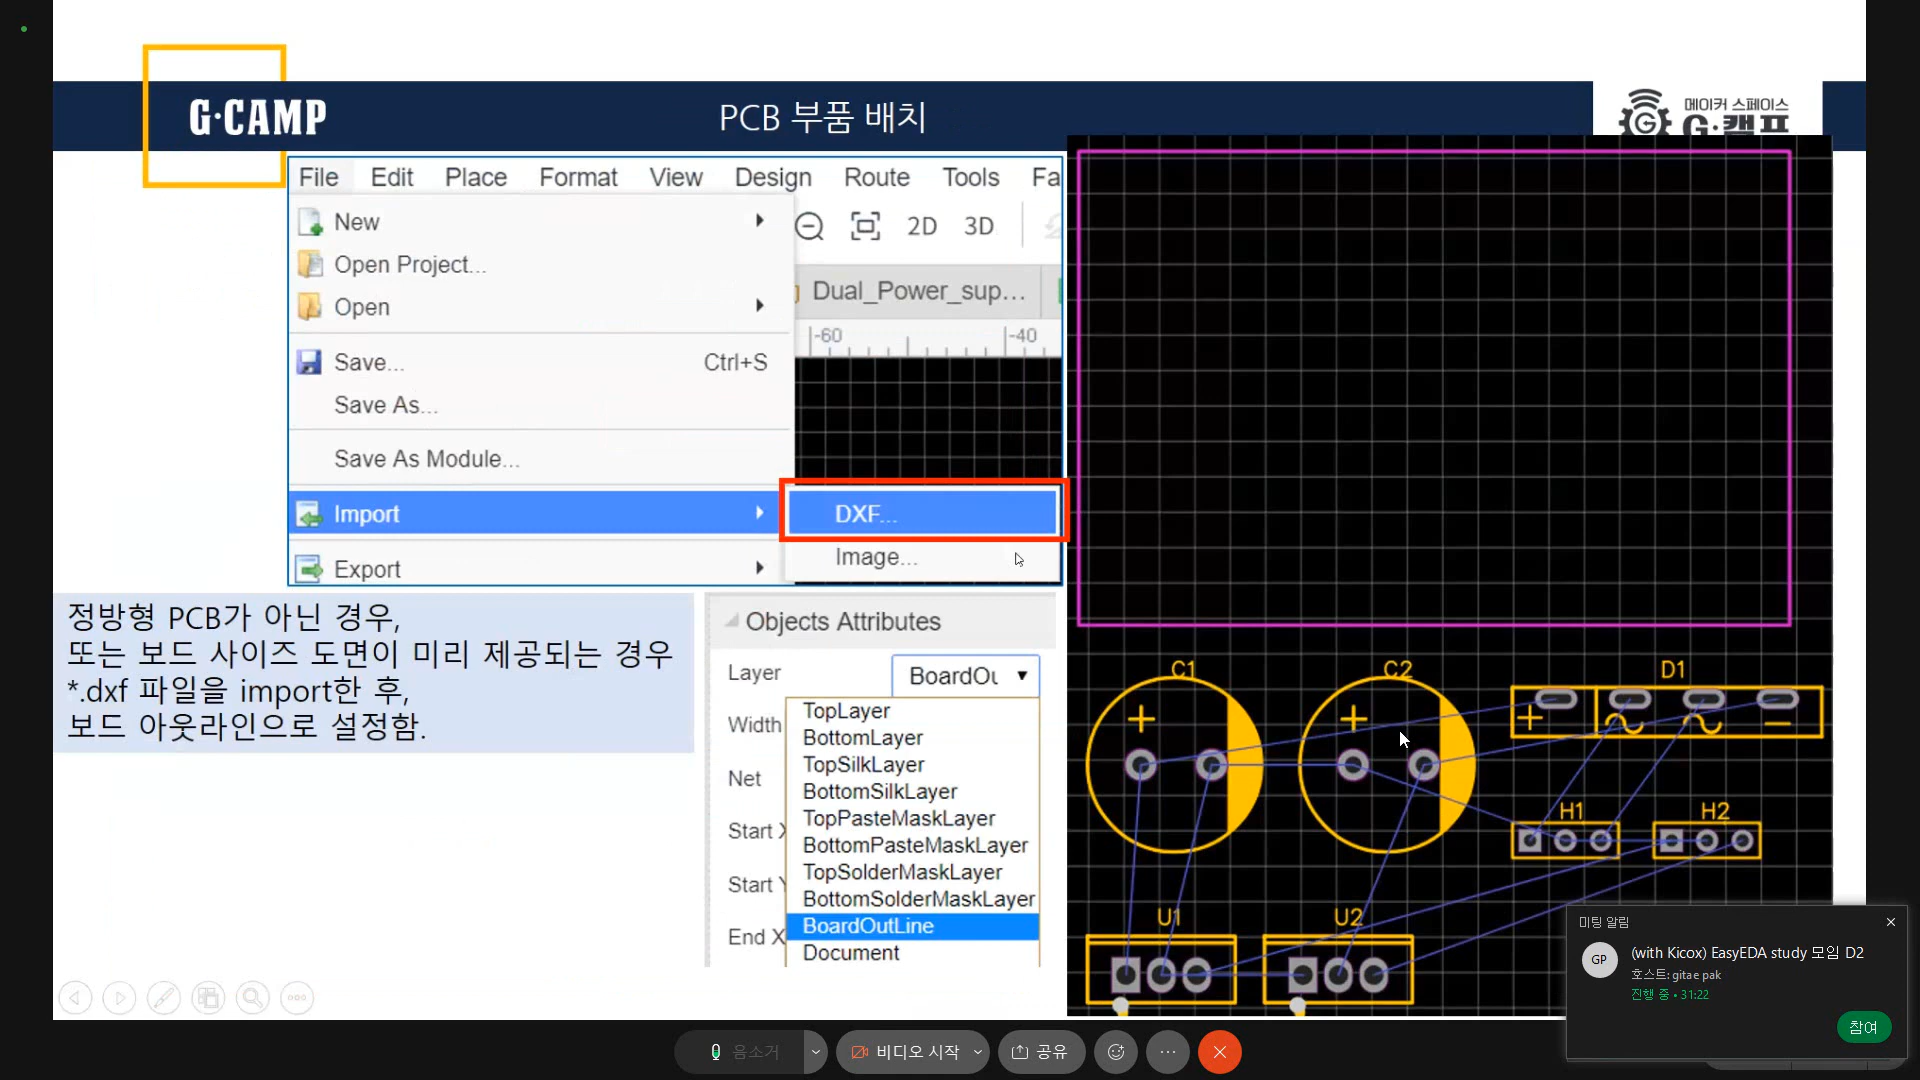 G·CAMP
PCB 부품 배치
메이커 스페이스
G·캠프
File Edit Place Format View Design Route Tools Fa
New
2D 3D
Open Project...
Dual_Power_sup...
Open
-60 -40
Save... Ctrl+S
Save As...
Save As Module...
Import
DXF...
Image...
Export
정방형 PCB가 아닌 경우,
또는 보드 사이즈 도면이 미리 제공되는 경우
*.dxf 파일을 import한 후,
보드 아웃라인으로 설정함.
Objects Attributes
Layer BoardOu
Width
Net
Start X
Start Y
End X
TopLayer
BottomLayer
TopSilkLayer
BottomSilkLayer
TopPasteMaskLayer
BottomPasteMaskLayer
TopSolderMaskLayer
BottomSolderMaskLayer
BoardOutLine
Document
C1 C2 D1
+ + + −
H1 H2
U1 U2
미팅 알림
GP
(with Kicox) EasyEDA study 모임 D2
호스트: gitae pak
진행 중 • 31:22
참여
음소거
비디오 시작
공유